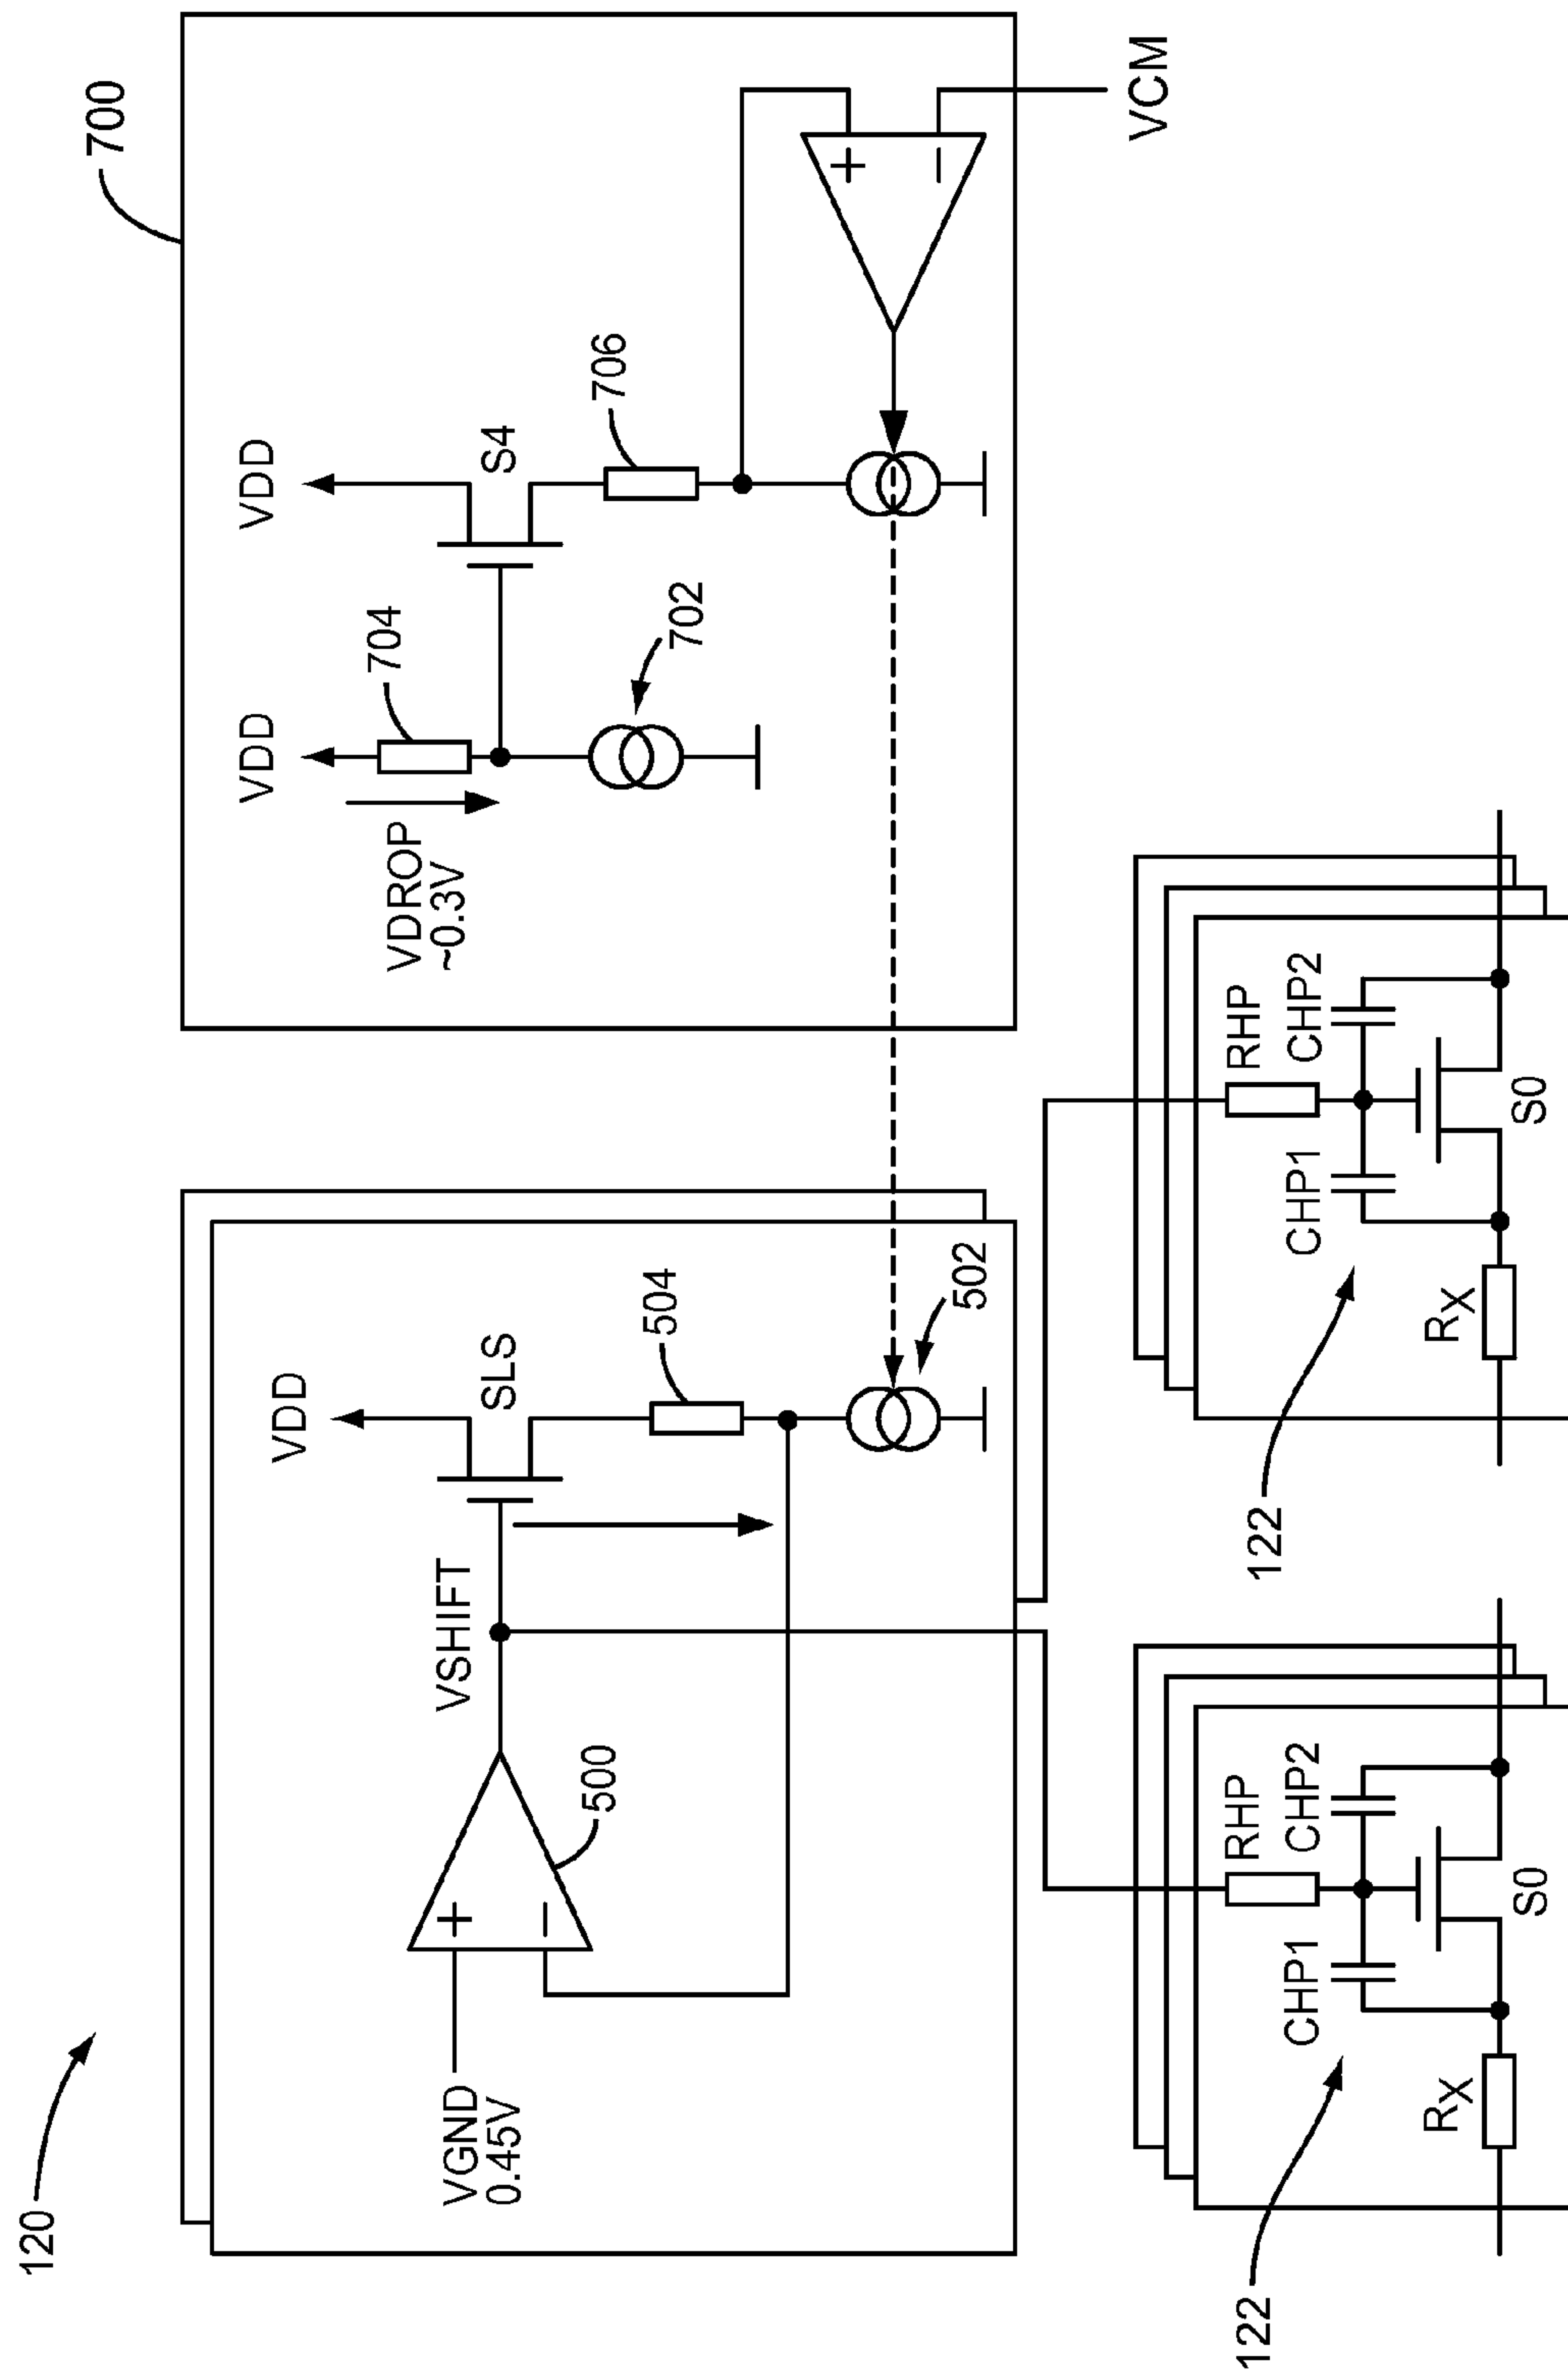 120
700
VGND
0.45V
+
−
500
VSHIFT
VDD
SLS
504
502
VDROP
~0.3V
VDD
704
702
VDD
S4
706
+
−
VCM
122
RX
CHP1
RHP
CHP2
S0
122
RX
CHP1
RHP
CHP2
S0